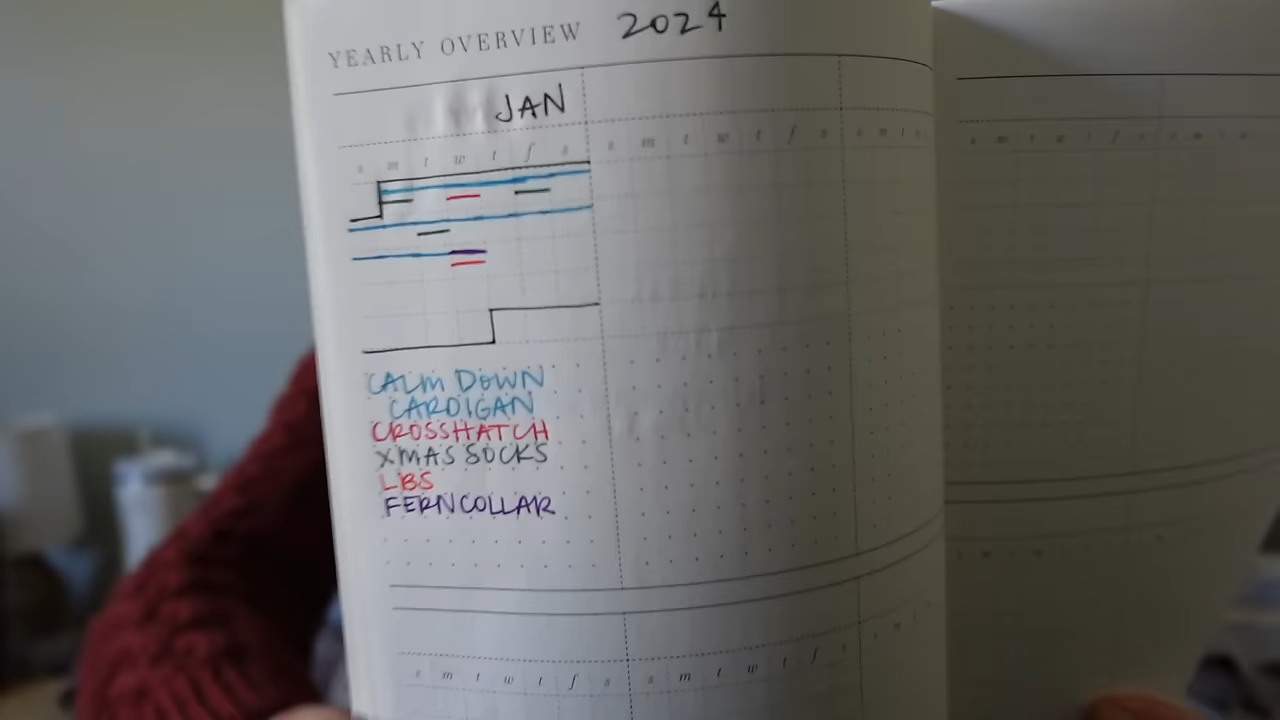 YEARLY OVERVIEW 2024
JAN
s m t w t f s s m t w t f s s m t
CALM DOWN
CARDIGAN
CROSSHATCH
XMAS SOCKS
LBS
FERN COLLAR
s m t w t f s s m t w t f s